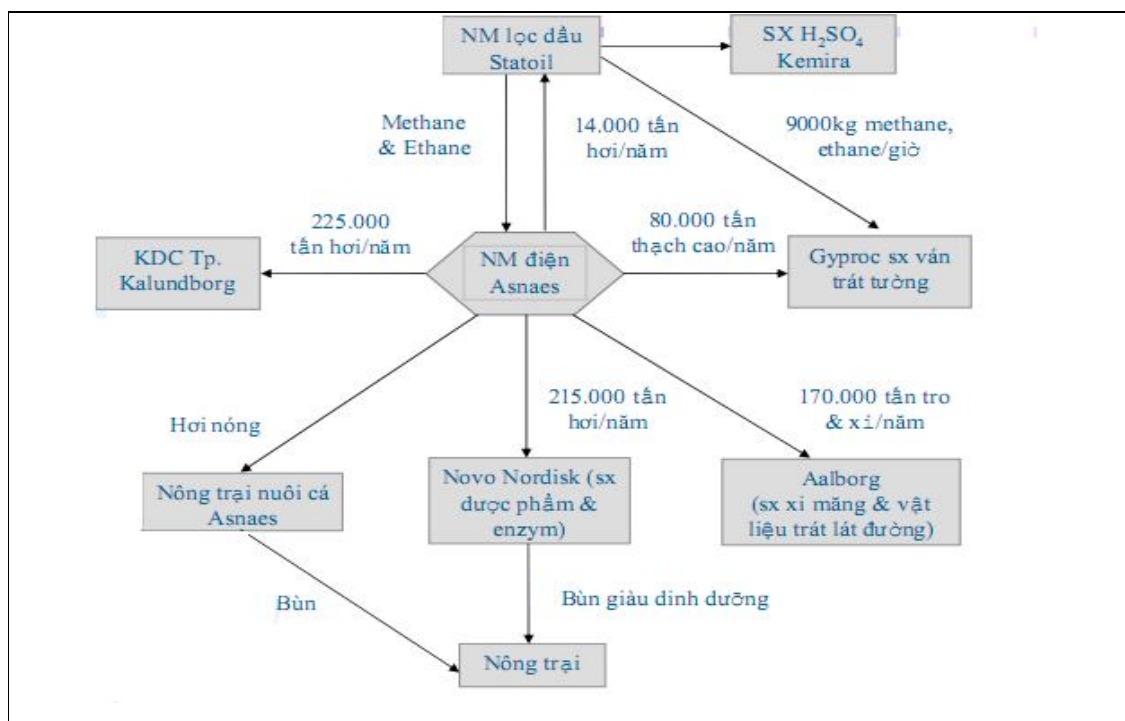 NM lọc dầu
Statoil
SX H₂SO₄
Kemira
Methane
& Ethane
14.000 tấn
hơi/năm
9000kg methane,
ethane/giờ
225.000
tấn hơi/năm
80.000 tấn
thạch cao/năm
KDC Tp.
Kalundborg
NM điện
Asnaes
Gyproc sx ván
trát tường
Hơi nóng
215.000 tấn
hơi/năm
170.000 tấn tro
& xỉ/năm
Nông trại nuôi cá
Asnaes
Novo Nordisk (sx
dược phẩm &
enzym)
Aalborg
(sx xi măng & vật
liệu trát lát đường)
Bùn
Bùn giàu dinh dưỡng
Nông trại